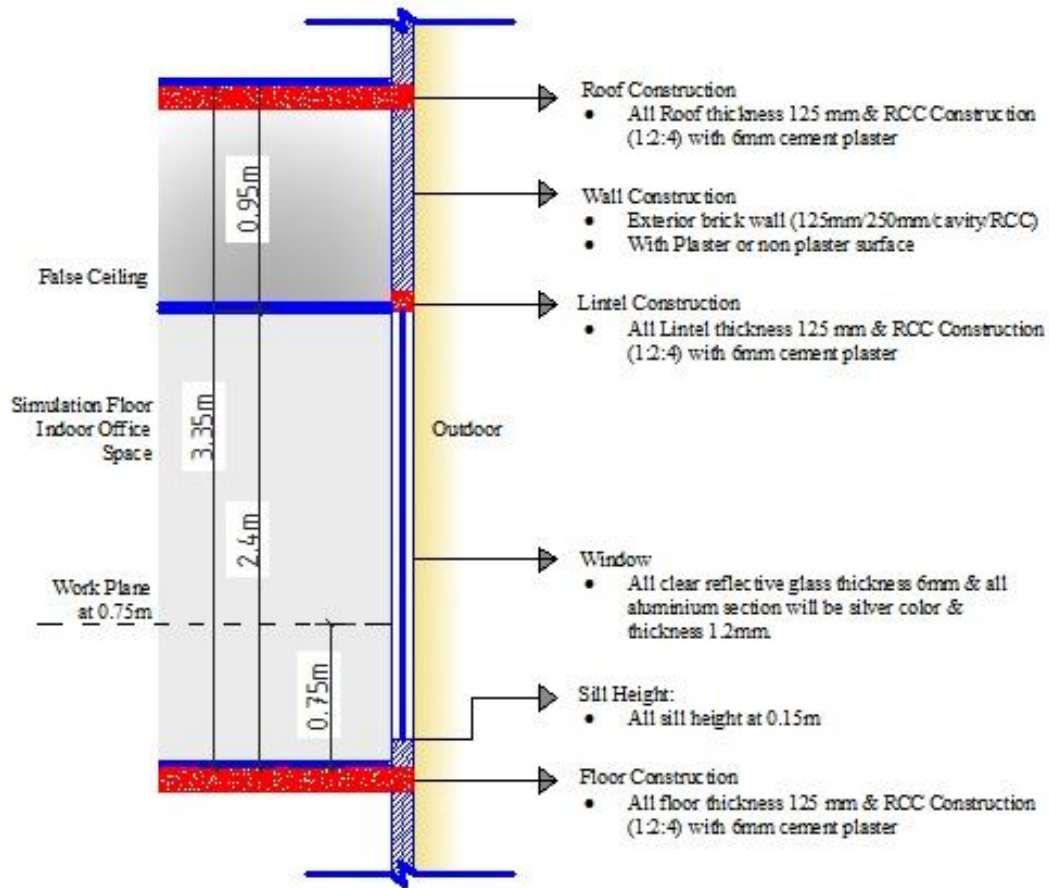 Roof Construction
• All Roof thickness 125 mm & RCC Construction
(1:2:4) with 6mm cement plaster
0.95m
Wall Construction
• Exterior brick wall (125mm/250mm/cavity/RCC)
• With Plaster or non plaster surface
False Ceiling
Lintel Construction
• All Lintel thickness 125 mm & RCC Construction
(1:2:4) with 6mm cement plaster
Simulation Floor
Indoor Office
Space
3.35m
Outdoor
2.4m
Window
• All clear reflective glass thickness 6mm & all
aluminium section will be silver color &
thickness 1.2mm.
Work Plane
at 0.75m
0.75m
Sill Height:
• All sill height at 0.15m
Floor Construction
• All floor thickness 125 mm & RCC Construction
(1:2:4) with 6mm cement plaster